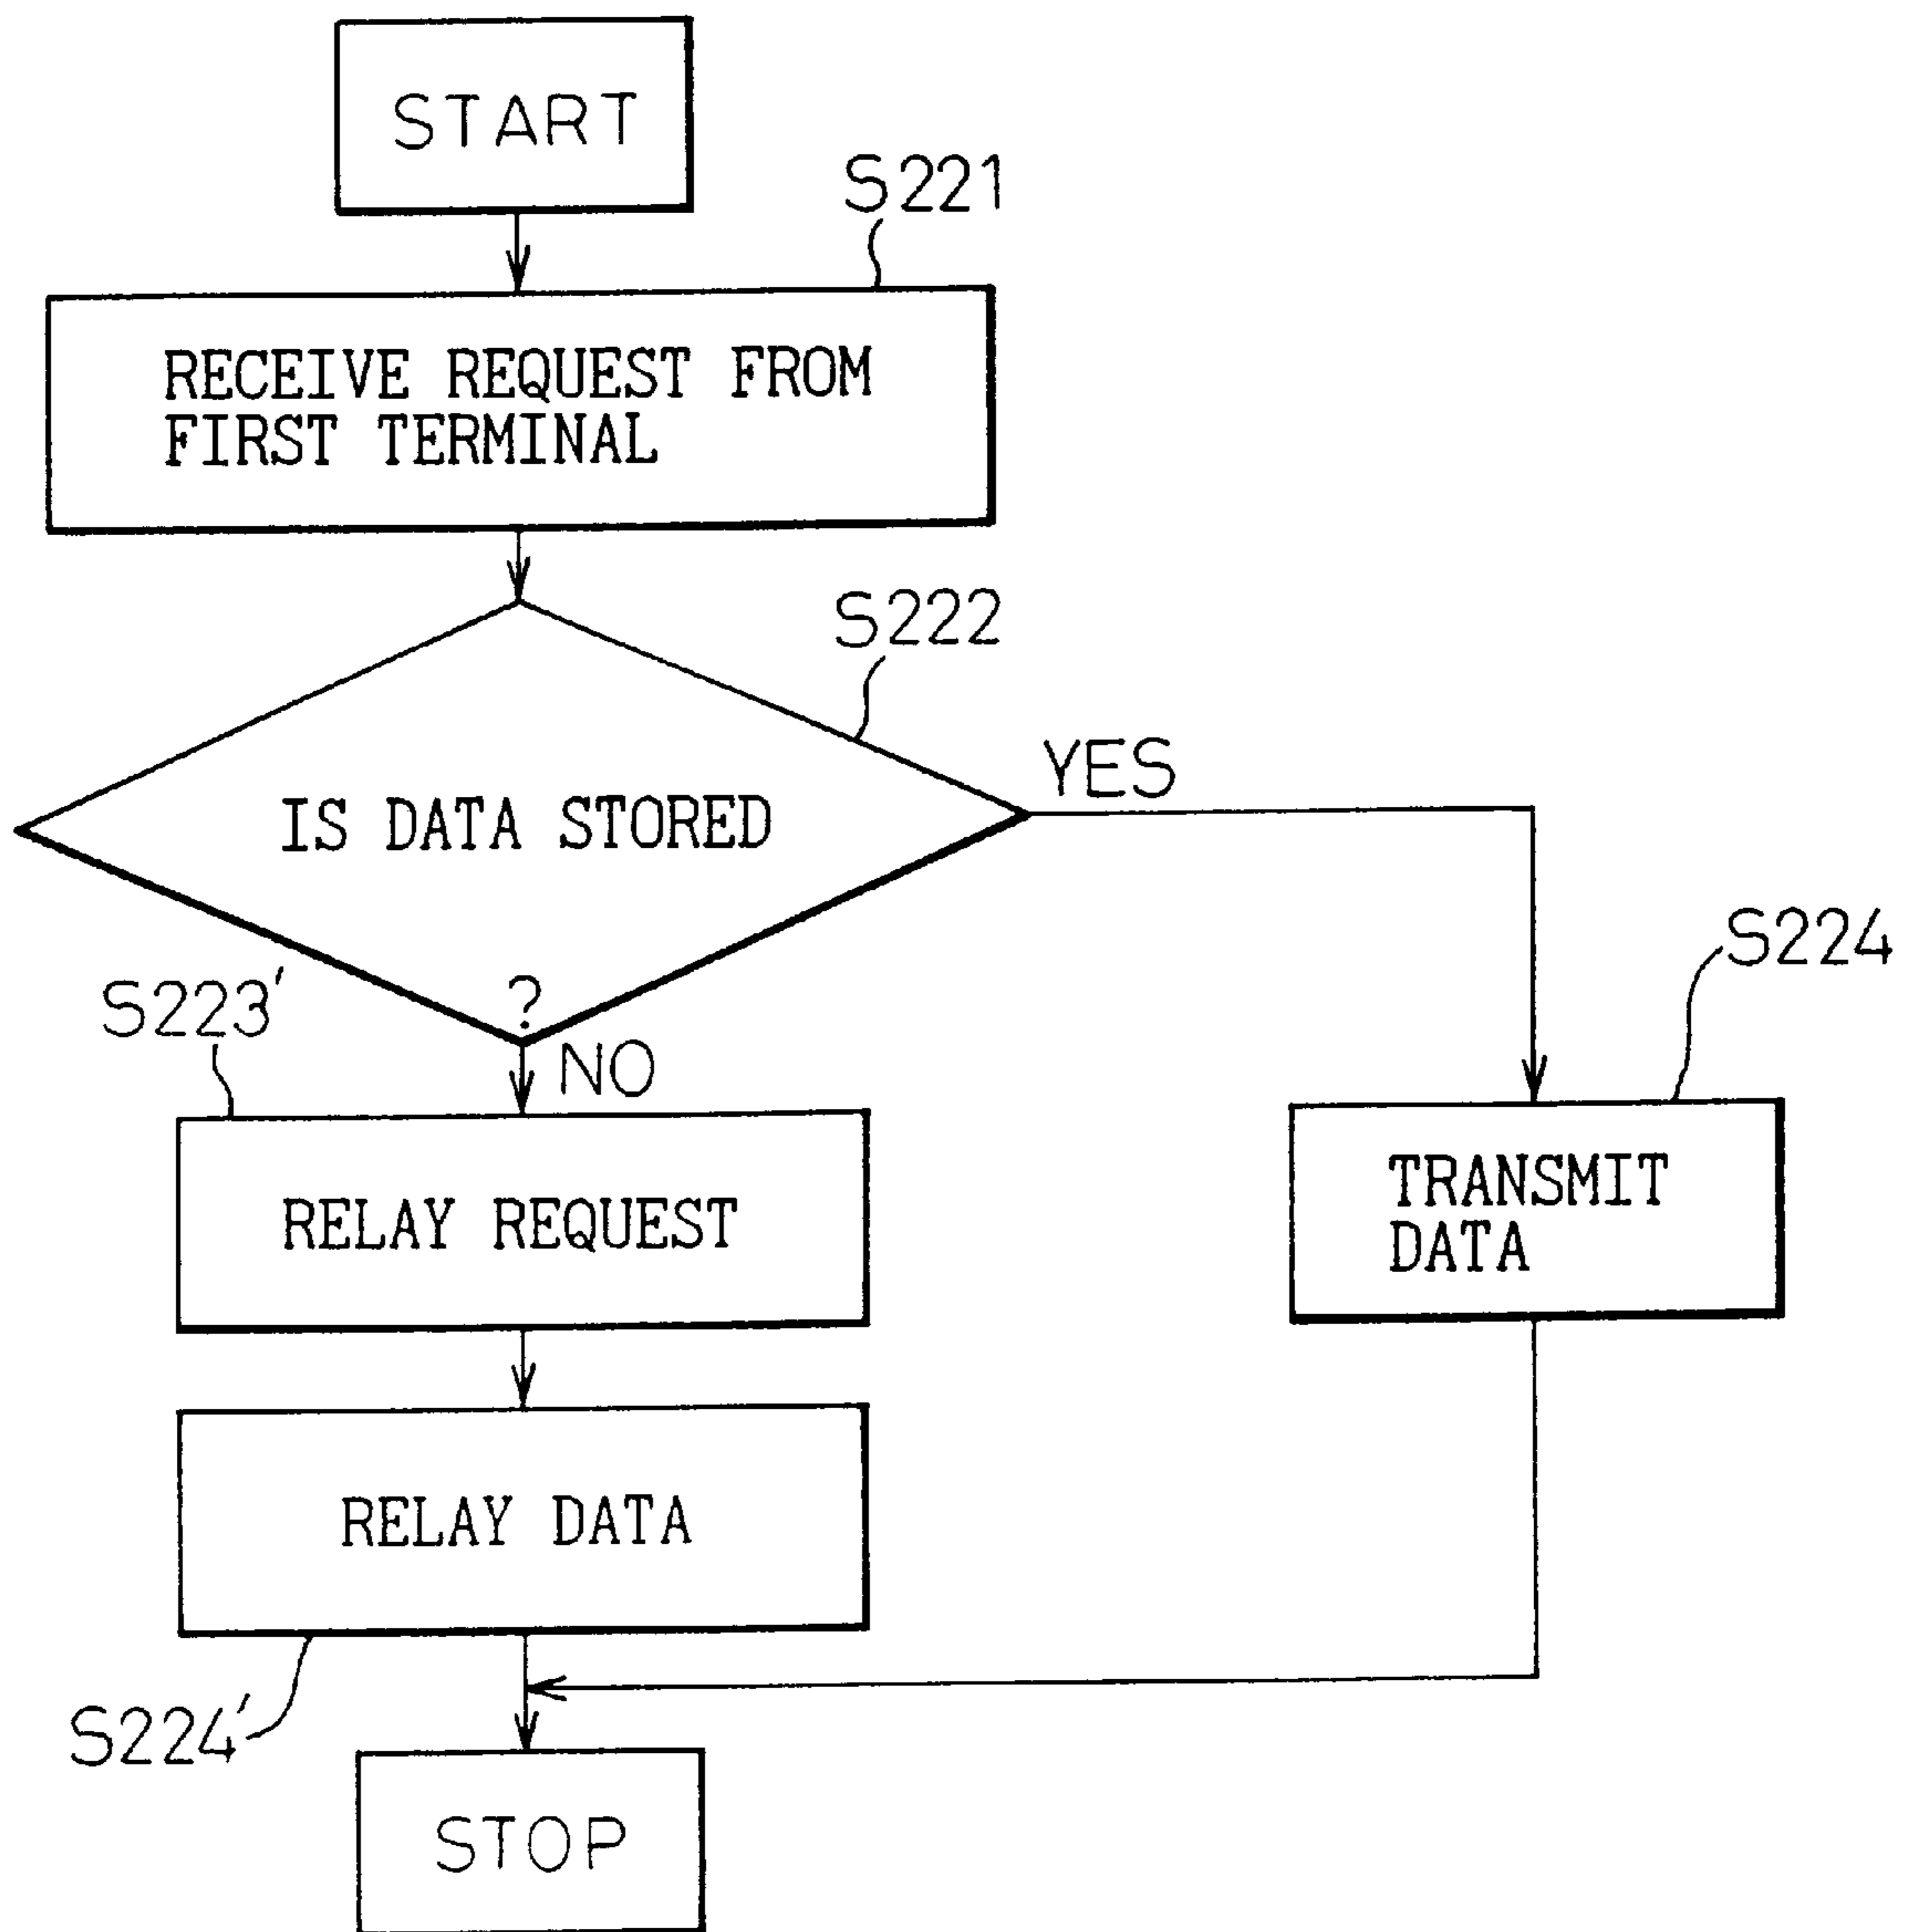 START
S221
RECEIVE REQUEST FROM
FIRST TERMINAL
S222
IS DATA STORED
?
YES
NO
S223'
S224
RELAY REQUEST
TRANSMIT
DATA
RELAY DATA
S224'
STOP